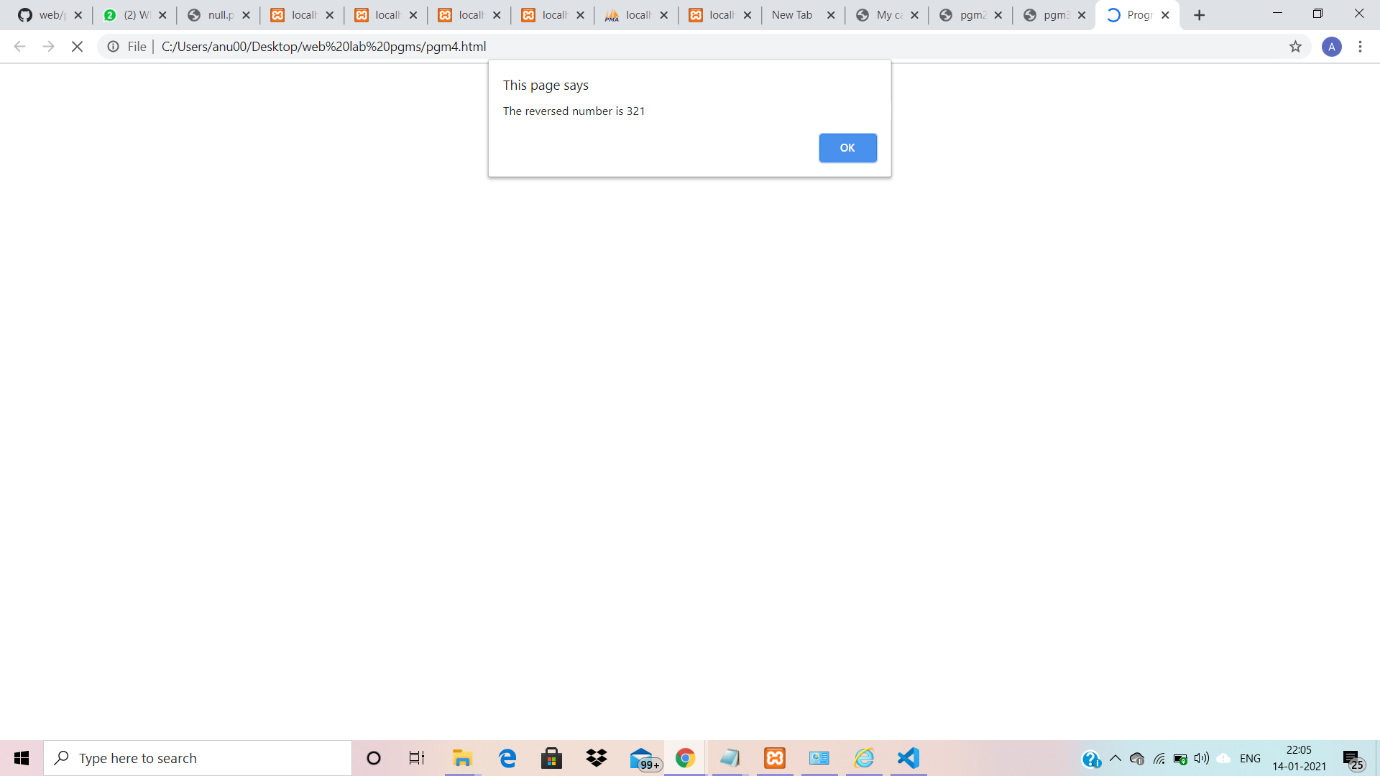 web/p
(2) W
null.p
localh
localh
localh
localh
localh
localh
New Tab
My ca
pgm2
pgm3
Progr
File | C:/Users/anu00/Desktop/web%20lab%20pgms/pgm4.html
A
This page says
The reversed number is 321
OK
Type here to search
99+
ENG
22:05
14-01-2021
25